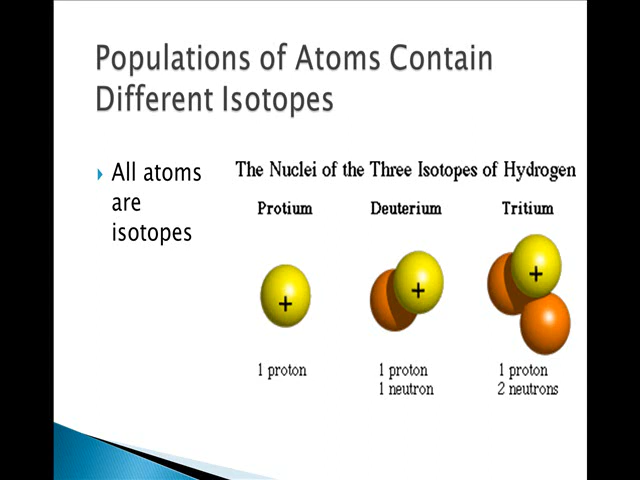 Populations of Atoms Contain
Different Isotopes
All atoms
are
isotopes
The Nuclei of the Three Isotopes of Hydrogen
Protium Deuterium Tritium
+ + +
1 proton 1 proton 1 proton
1 neutron 2 neutrons